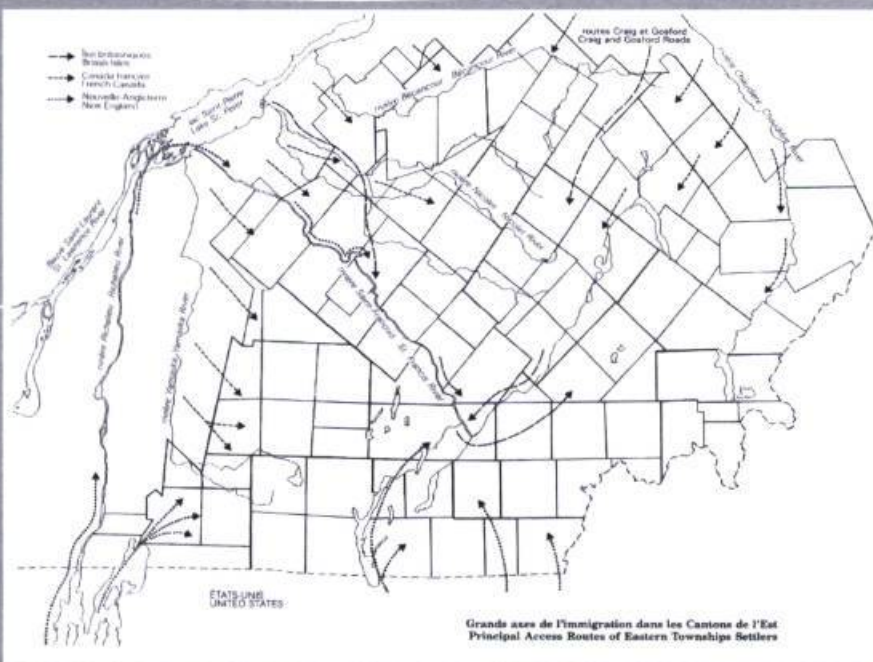 Îles britanniques
British Isles
Canada français
French Canada
Nouvelle-Angleterre
New England
routes Craig et Gosford
Craig and Gosford Roads
rivière Chaudière Chaudière River
rivière Bécancour Bécancour River
lac Saint-Pierre
Lake St. Peter
fleuve Saint-Laurent
St. Lawrence River
rivière Richelieu Richelieu River
rivière Yamaska Yamaska River
rivière Nicolet Nicolet River
rivière Saint-François St. Francis River
ÉTATS-UNIS
UNITED STATES
Grands axes de l'immigration dans les Cantons de l'Est
Principal Access Routes of Eastern Townships Settlers